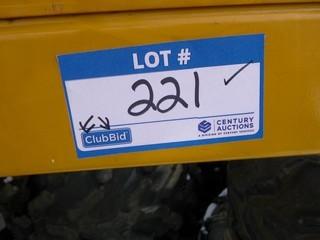 LOT #
221
ClubBid
CENTURY
AUCTIONS
A DIVISION OF CENTURY SERVICES